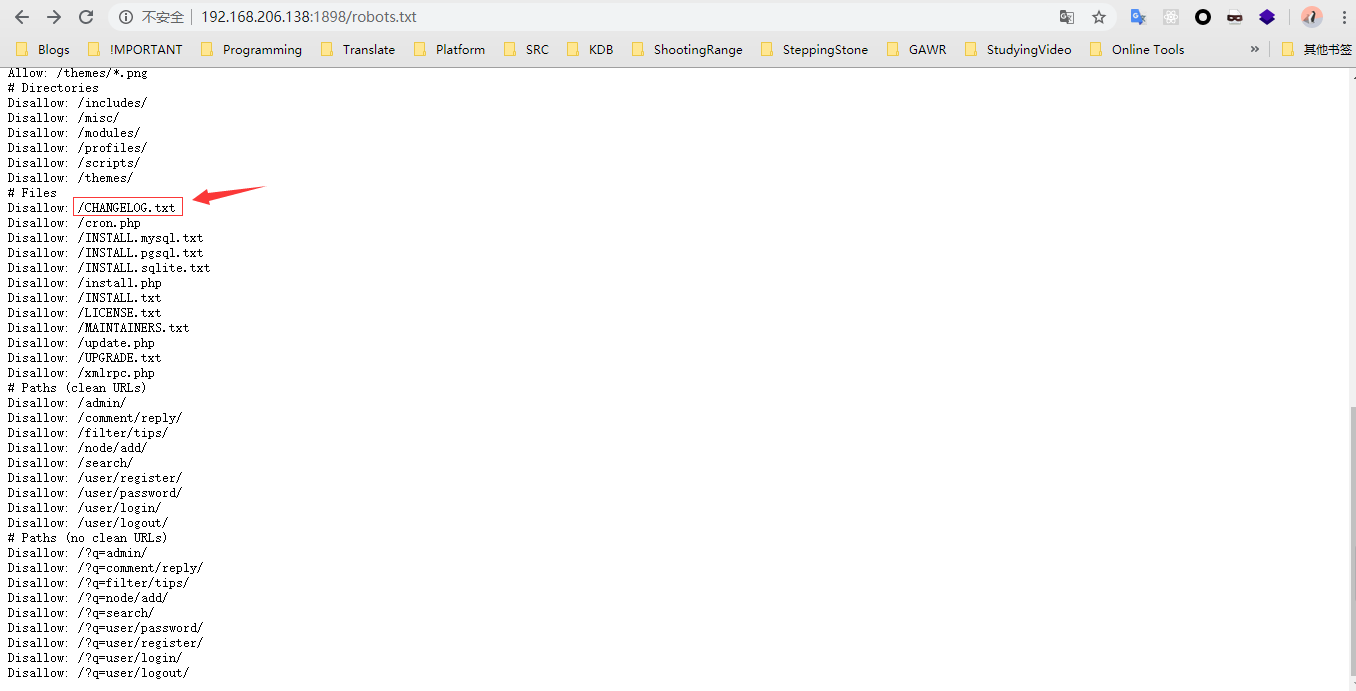 不安全 192.168.206.138:1898/robots.txt
Blogs !MPORTANT Programming Translate Platform SRC KDB ShootingRange SteppingStone GAWR StudyingVideo Online Tools » 其他书签
Allow: /themes/*.png
# Directories
Disallow: /includes/
Disallow: /misc/
Disallow: /modules/
Disallow: /profiles/
Disallow: /scripts/
Disallow: /themes/
# Files
Disallow: /CHANGELOG.txt
Disallow: /cron.php
Disallow: /INSTALL.mysql.txt
Disallow: /INSTALL.pgsql.txt
Disallow: /INSTALL.sqlite.txt
Disallow: /install.php
Disallow: /INSTALL.txt
Disallow: /LICENSE.txt
Disallow: /MAINTAINERS.txt
Disallow: /update.php
Disallow: /UPGRADE.txt
Disallow: /xmlrpc.php
# Paths (clean URLs)
Disallow: /admin/
Disallow: /comment/reply/
Disallow: /filter/tips/
Disallow: /node/add/
Disallow: /search/
Disallow: /user/register/
Disallow: /user/password/
Disallow: /user/login/
Disallow: /user/logout/
# Paths (no clean URLs)
Disallow: /?q=admin/
Disallow: /?q=comment/reply/
Disallow: /?q=filter/tips/
Disallow: /?q=node/add/
Disallow: /?q=search/
Disallow: /?q=user/password/
Disallow: /?q=user/register/
Disallow: /?q=user/login/
Disallow: /?q=user/logout/